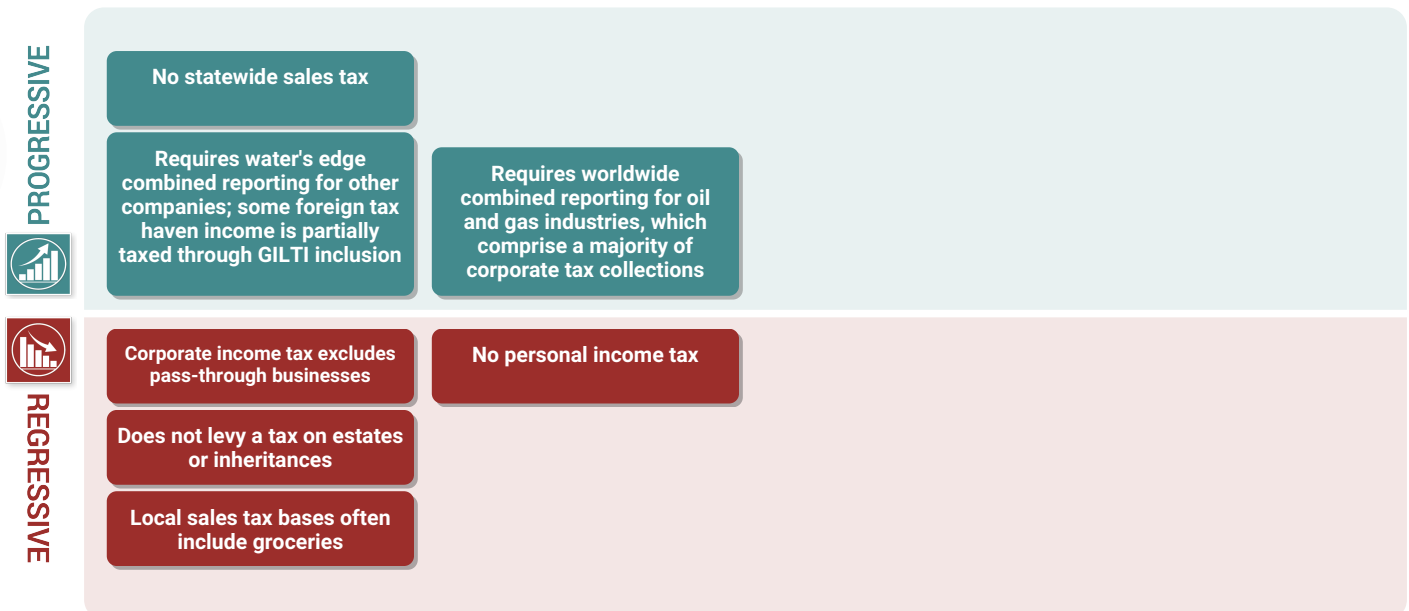 PROGRESSIVE
No statewide sales tax
Requires water's edge
combined reporting for other
companies; some foreign tax
haven income is partially
taxed through GILTI inclusion
Requires worldwide
combined reporting for oil
and gas industries, which
comprise a majority of
corporate tax collections
REGRESSIVE
Corporate income tax excludes
pass-through businesses
No personal income tax
Does not levy a tax on estates
or inheritances
Local sales tax bases often
include groceries